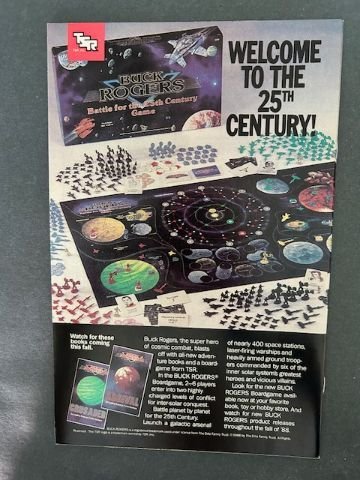 TSR
WELCOME
TO THE
25TH
CENTURY!
BUCK
ROGERS
Battle for the 25th Century
Game
Watch for these
books coming
this fall.
Buck Rogers, the super hero
of cosmic combat, blasts
off with all-new adven-
ture books and a board-
game from TSR.
In the BUCK ROGERS®
Boardgame, 2-6 players
enter into two highly
charged levels of conflict
for inter-solar conquest.
Battle planet by planet
for the 25th Century.
Launch a galactic arsenal
of nearly 400 space stations,
laser-firing warships and
heavily armed ground troop-
ers commanded by six of the
inner solar system's greatest
heroes and vicious villains.
Look for the new BUCK
ROGERS Boardgame avail-
able now at your favorite
book, toy or hobby store. And
watch for new BUCK
ROGERS product releases
throughout the fall of '88.
ARRIVAL